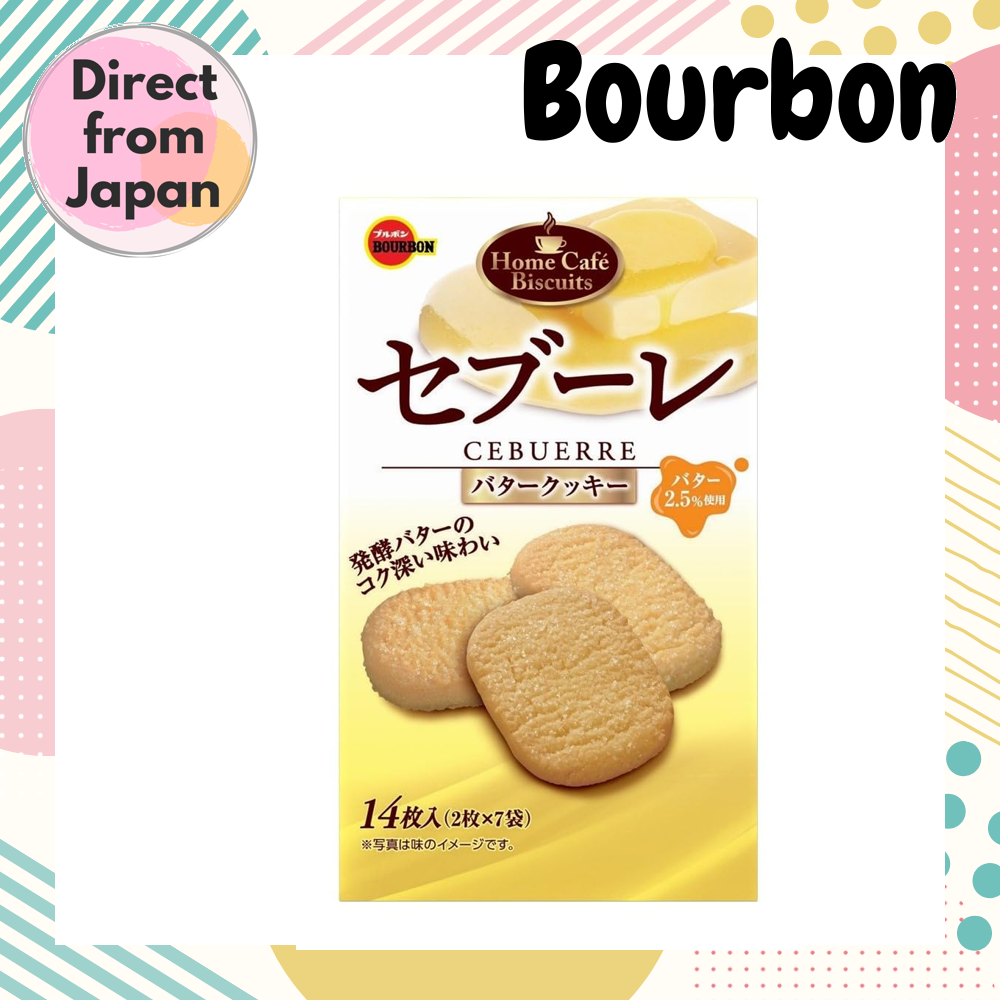 Direct
from
Japan
Bourbon
ブルボン
BOURBON
Home Café
Biscuits
セブーレ
CEBUERRE
バタークッキー
バター
2.5%使用
発酵バターの
コク深い味わい
14枚入(2枚×7袋)
※写真は味のイメージです。